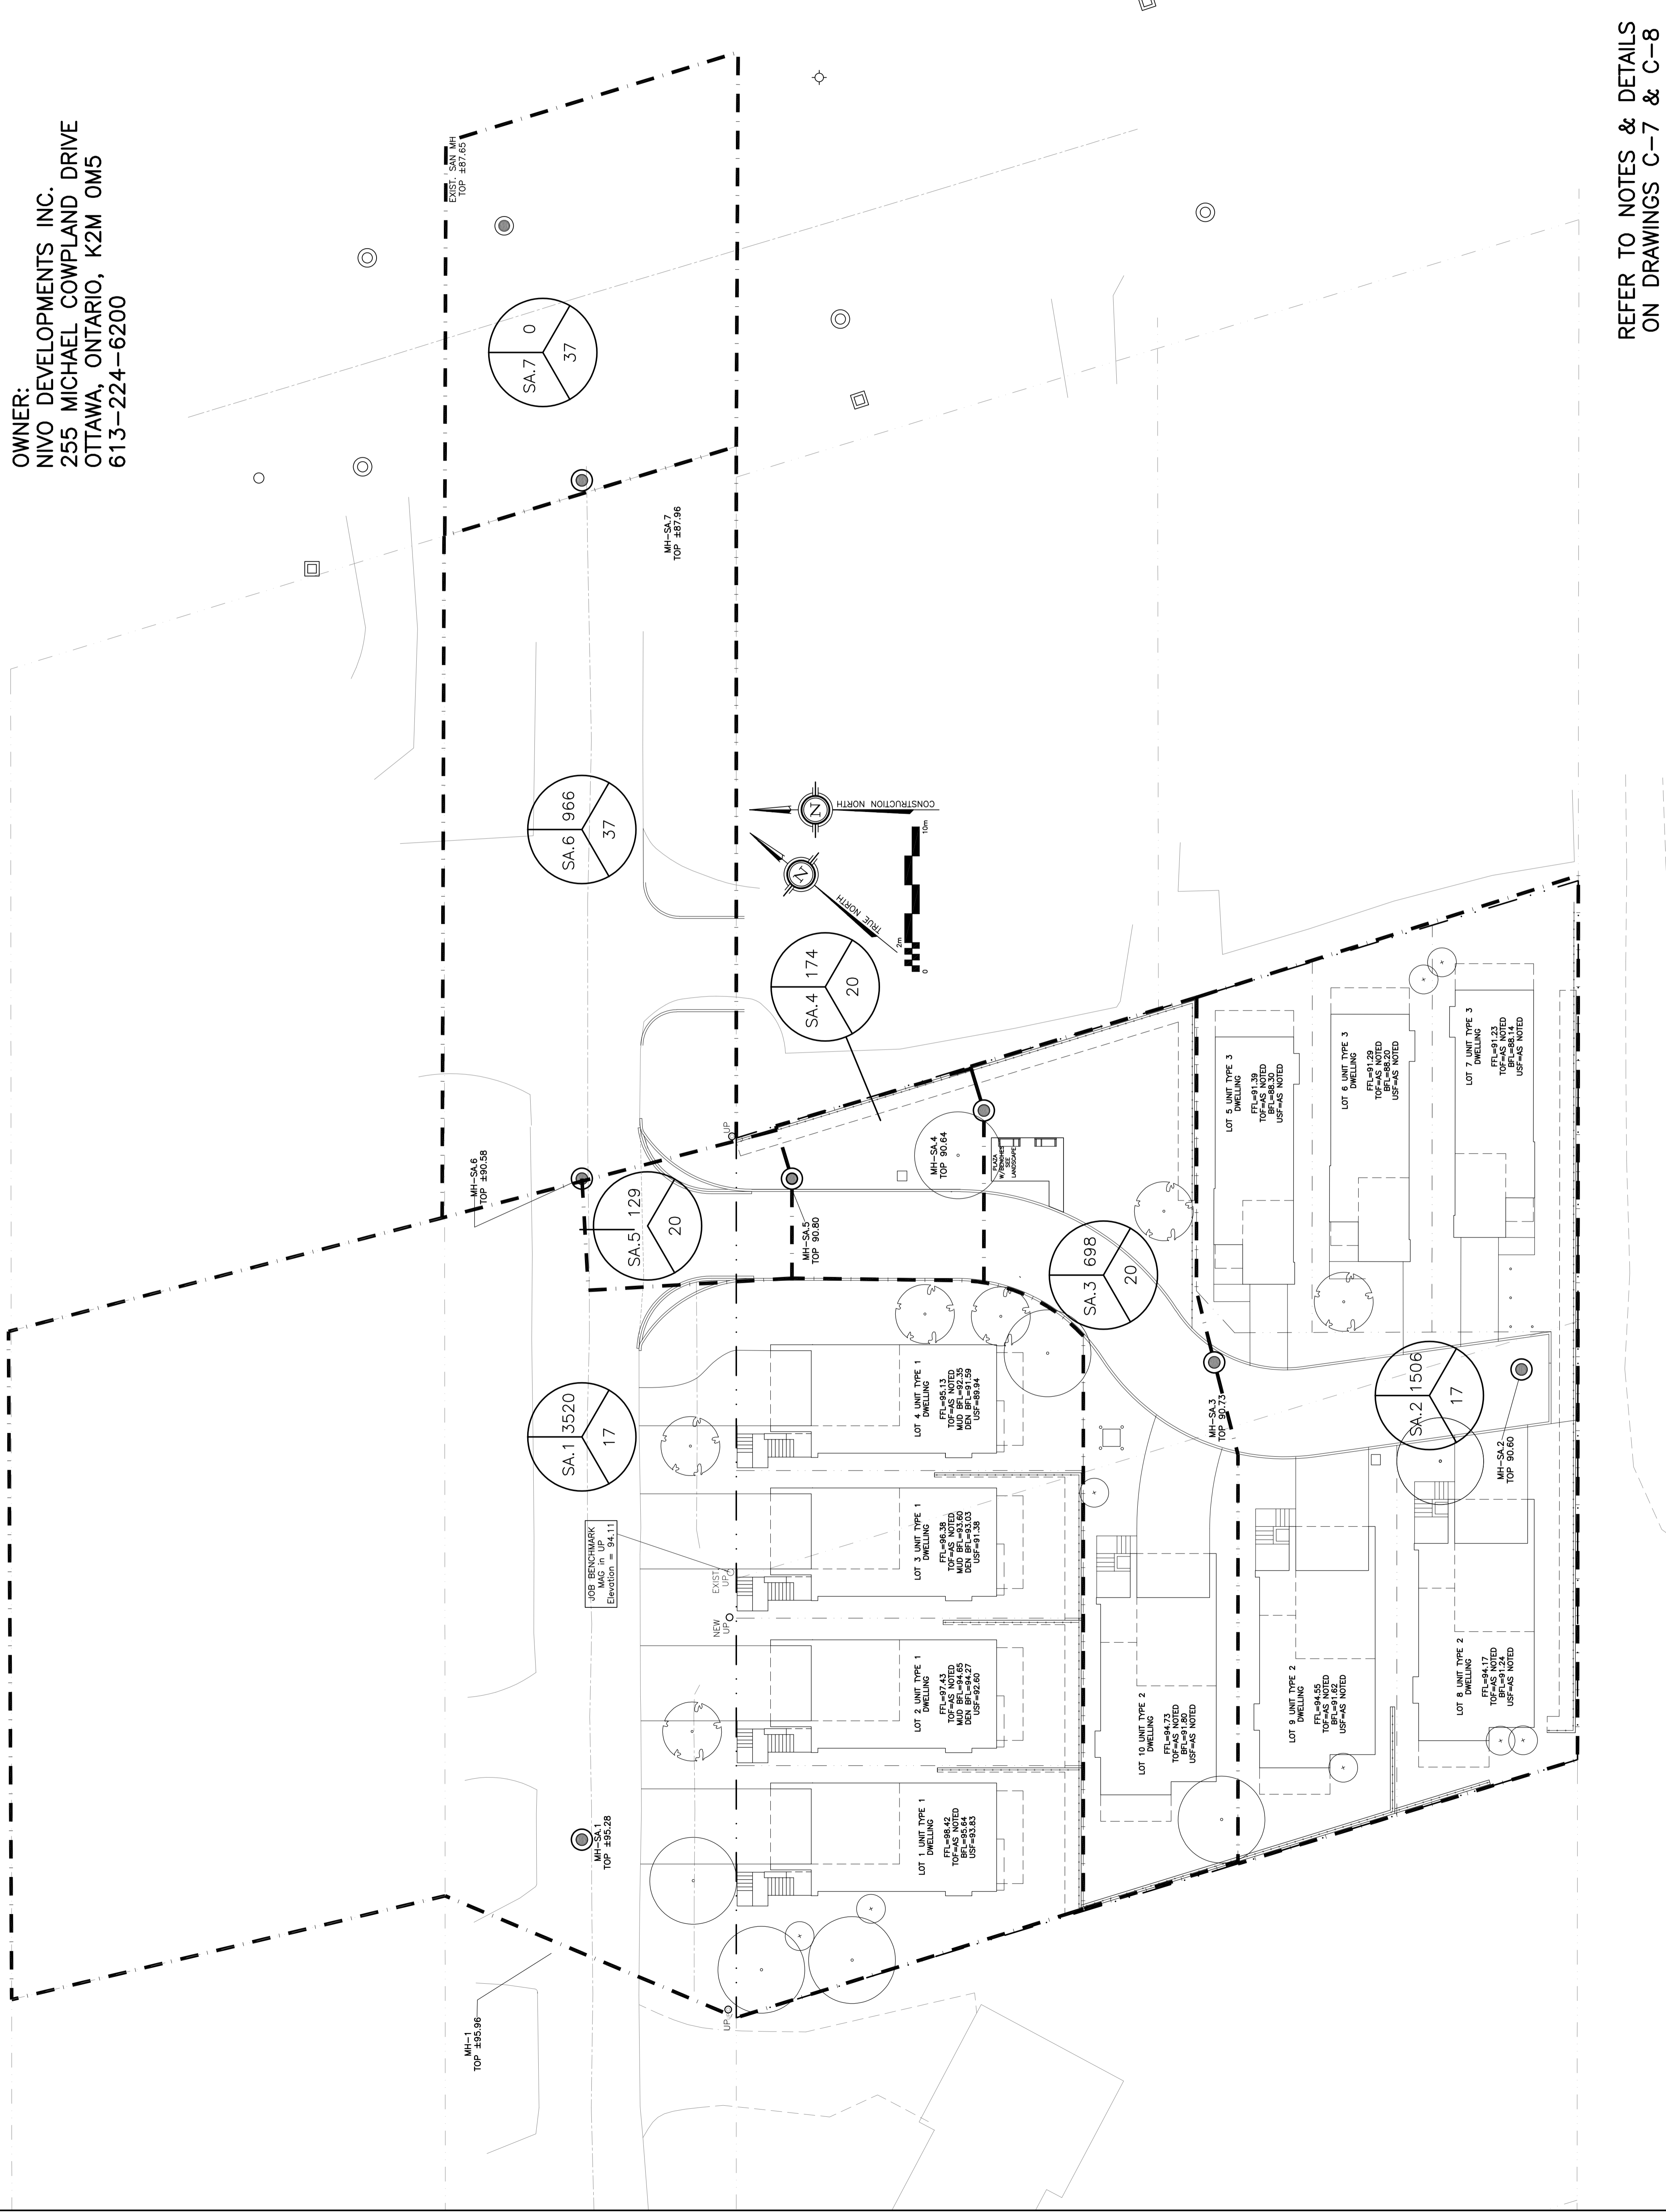 OWNER:
NIVO DEVELOPMENTS INC.
255 MICHAEL COWPLAND DRIVE
OTTAWA, ONTARIO, K2M 0M5
613-224-6200
REFER TO NOTES & DETAILS
ON DRAWINGS C-7 & C-8
EXIST. SAN MH
TOP ±87.65
SA.7
0
37
MH-SA.7
TOP ±87.96
SA.6
966
37
CONSTRUCTION NORTH
N
TRUE NORTH
N
0
2m
10m
SA.4
174
20
MH-SA.6
TOP ±90.58
UP
SA.5
129
20
MH-SA.5
TOP 90.80
MH-SA.4
TOP 90.64
PLAZA
W/BENCHES
SEE
LANDSCAPE
SA.3
698
20
LOT 5 UNIT TYPE 3
DWELLING
FFL=91.39
TOF=AS NOTED
BFL=88.30
USF=AS NOTED
LOT 6 UNIT TYPE 3
DWELLING
FFL=91.29
TOF=AS NOTED
BFL=88.20
USF=AS NOTED
LOT 7 UNIT TYPE 3
DWELLING
FFL=91.23
TOF=AS NOTED
BFL=88.14
USF=AS NOTED
SA.1
3520
17
LOT 4 UNIT TYPE 1
DWELLING
FFL=95.13
TOF=AS NOTED
MUD BFL=92.35
DEN BFL=91.59
USF=89.94
MH-SA.3
TOP 90.73
SA.2
1506
17
MH-SA.2
TOP 90.60
JOB BENCHMARK
MAG in UP
Elevation = 94.11
EXIST.
UP
NEW
UP
LOT 3 UNIT TYPE 1
DWELLING
FFL=96.38
TOF=AS NOTED
MUD BFL=93.60
DEN BFL=93.03
USF=91.38
LOT 2 UNIT TYPE 1
DWELLING
FFL=97.43
TOF=AS NOTED
MUD BFL=94.65
DEN BFL=94.27
USF=92.60
LOT 10 UNIT TYPE 2
DWELLING
FFL=94.73
TOF=AS NOTED
BFL=91.80
USF=AS NOTED
LOT 9 UNIT TYPE 2
DWELLING
FFL=94.55
TOF=AS NOTED
BFL=91.62
USF=AS NOTED
LOT 8 UNIT TYPE 2
DWELLING
FFL=94.17
TOF=AS NOTED
BFL=91.24
USF=AS NOTED
MH-SA.1
TOP ±95.28
LOT 1 UNIT TYPE 1
DWELLING
FFL=98.42
TOF=AS NOTED
BFL=95.64
USF=93.83
UP
MH-1
TOP ±95.96